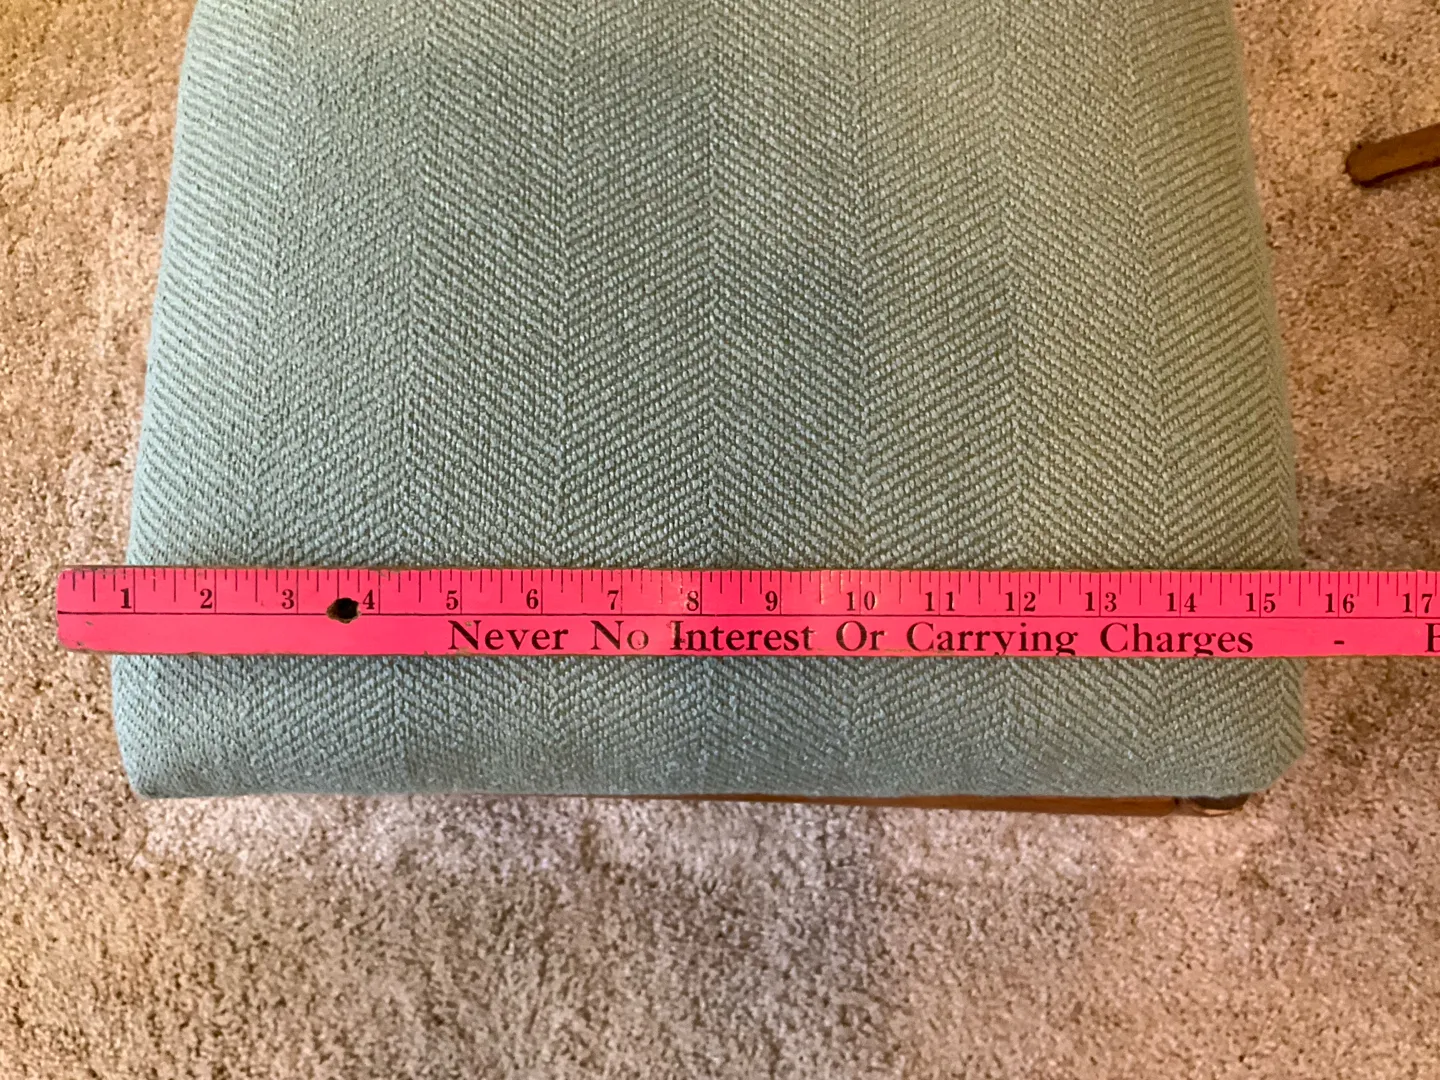 1 2 3 4 5 6 7 8 9 10 11 12 13 14 15 16 17
Never No Interest Or Carrying Charges -